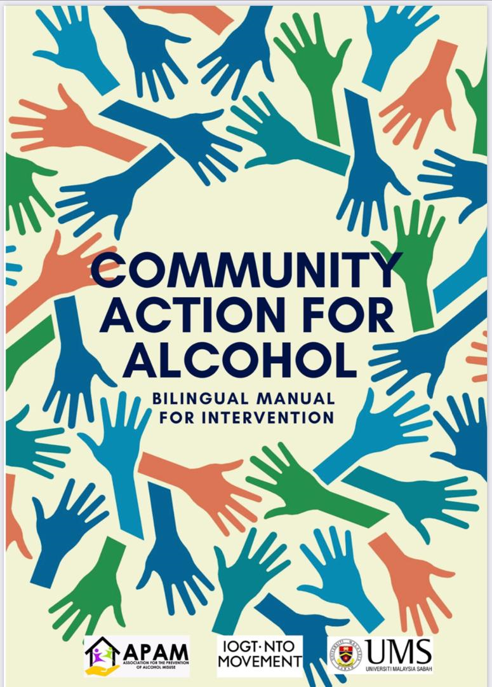 COMMUNITY
ACTION FOR
ALCOHOL
BILINGUAL MANUAL
FOR INTERVENTION
APAM
ASSOCIATION FOR THE PREVENTION
OF ALCOHOL MISUSE
IOGT-NTO
MOVEMENT
UMS
UNIVERSITI MALAYSIA SABAH